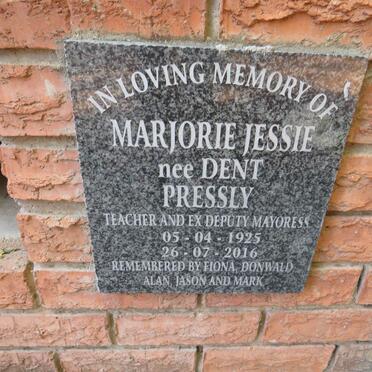 IN LOVING MEMORY OF
MARJORIE JESSIE
nee DENT
PRESSLY
TEACHER AND EX DEPUTY MAYORESS
05 - 04 - 1925
26 - 07 - 2016
REMEMBERED BY FIONA, DONWALD
ALAN, JASON AND MARK